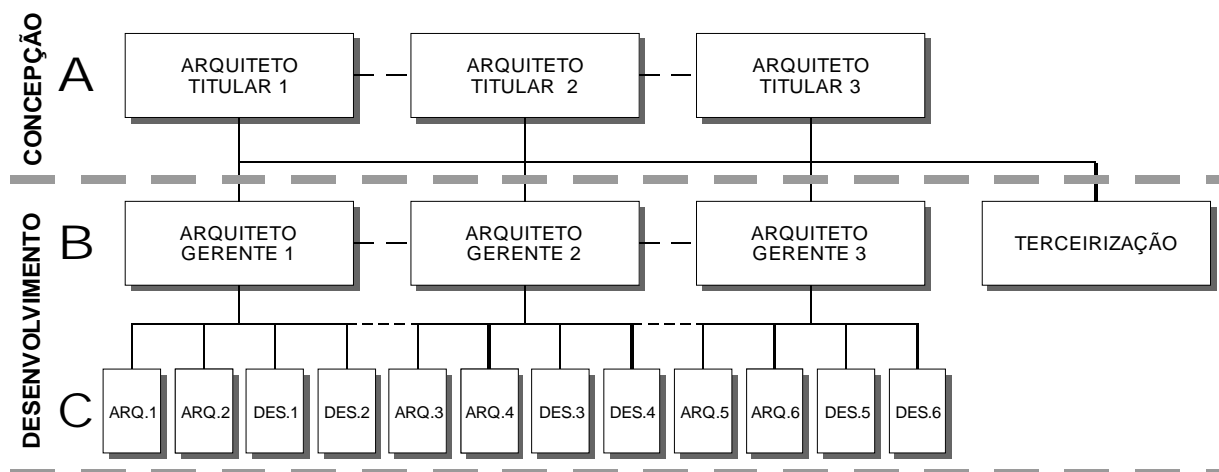 CONCEPÇÃO
A
ARQUITETO
TITULAR 1
ARQUITETO
TITULAR 2
ARQUITETO
TITULAR 3
DESENVOLVIMENTO
B
ARQUITETO
GERENTE 1
ARQUITETO
GERENTE 2
ARQUITETO
GERENTE 3
TERCEIRIZAÇÃO
C
ARQ.1
ARQ.2
DES.1
DES.2
ARQ.3
ARQ.4
DES.3
DES.4
ARQ.5
ARQ.6
DES.5
DES.6